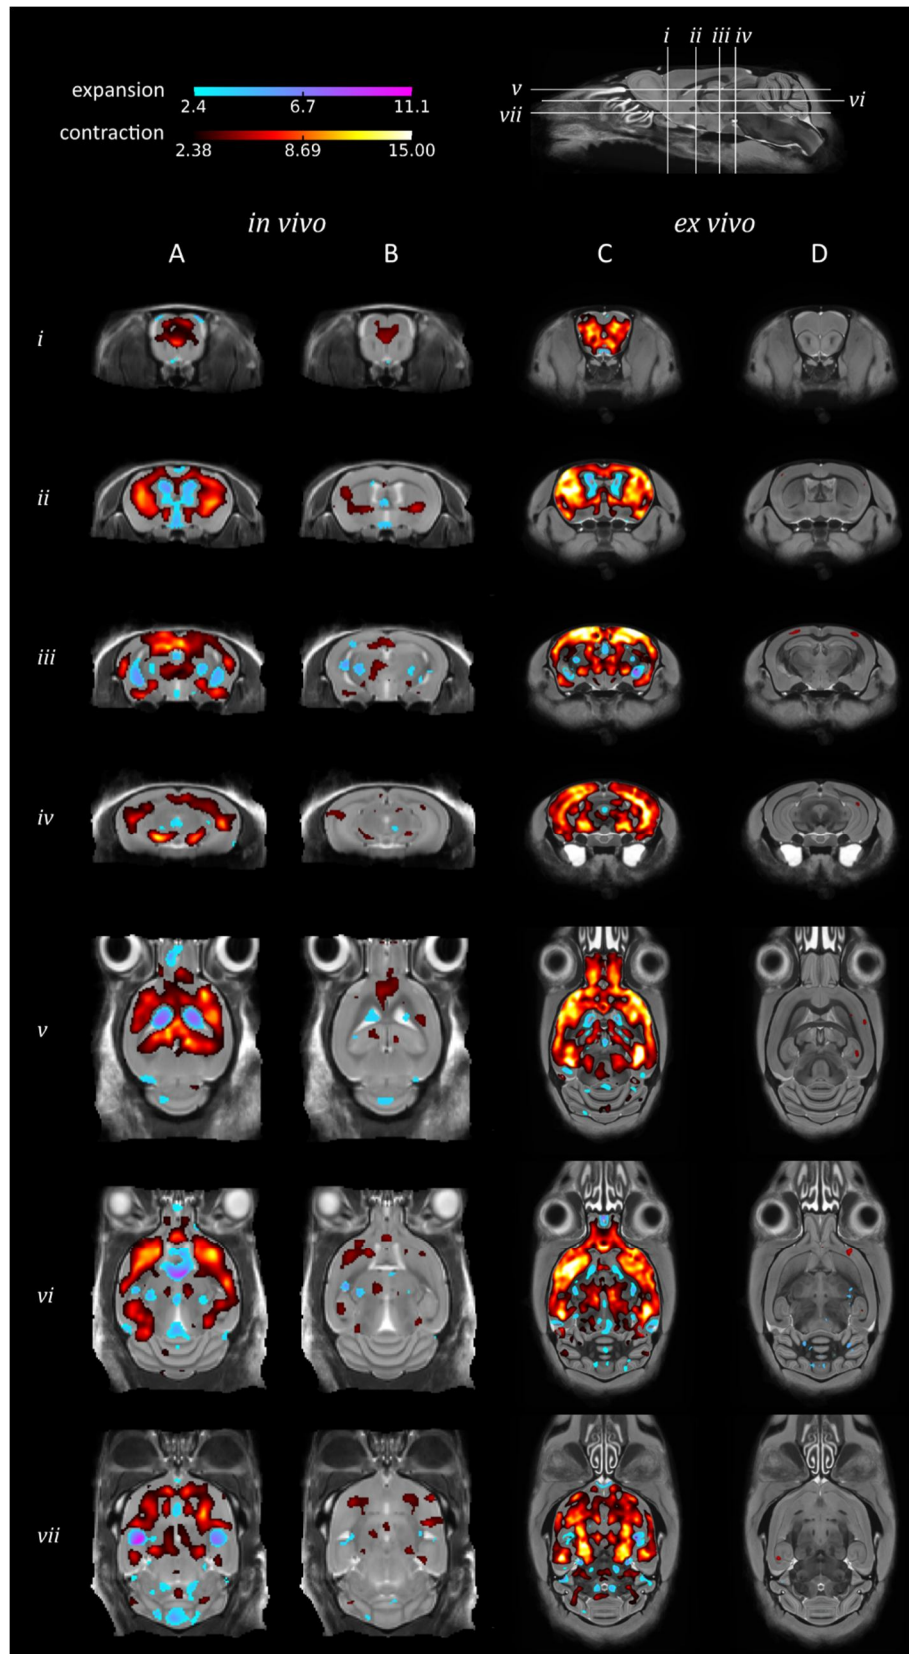 i ii iii iv
expansion
2.4 6.7 11.1
v
vi
contraction
vii
2.38 8.69 15.00
in vivo ex vivo
A B C D
i
ii
iii
iv
v
vi
vii